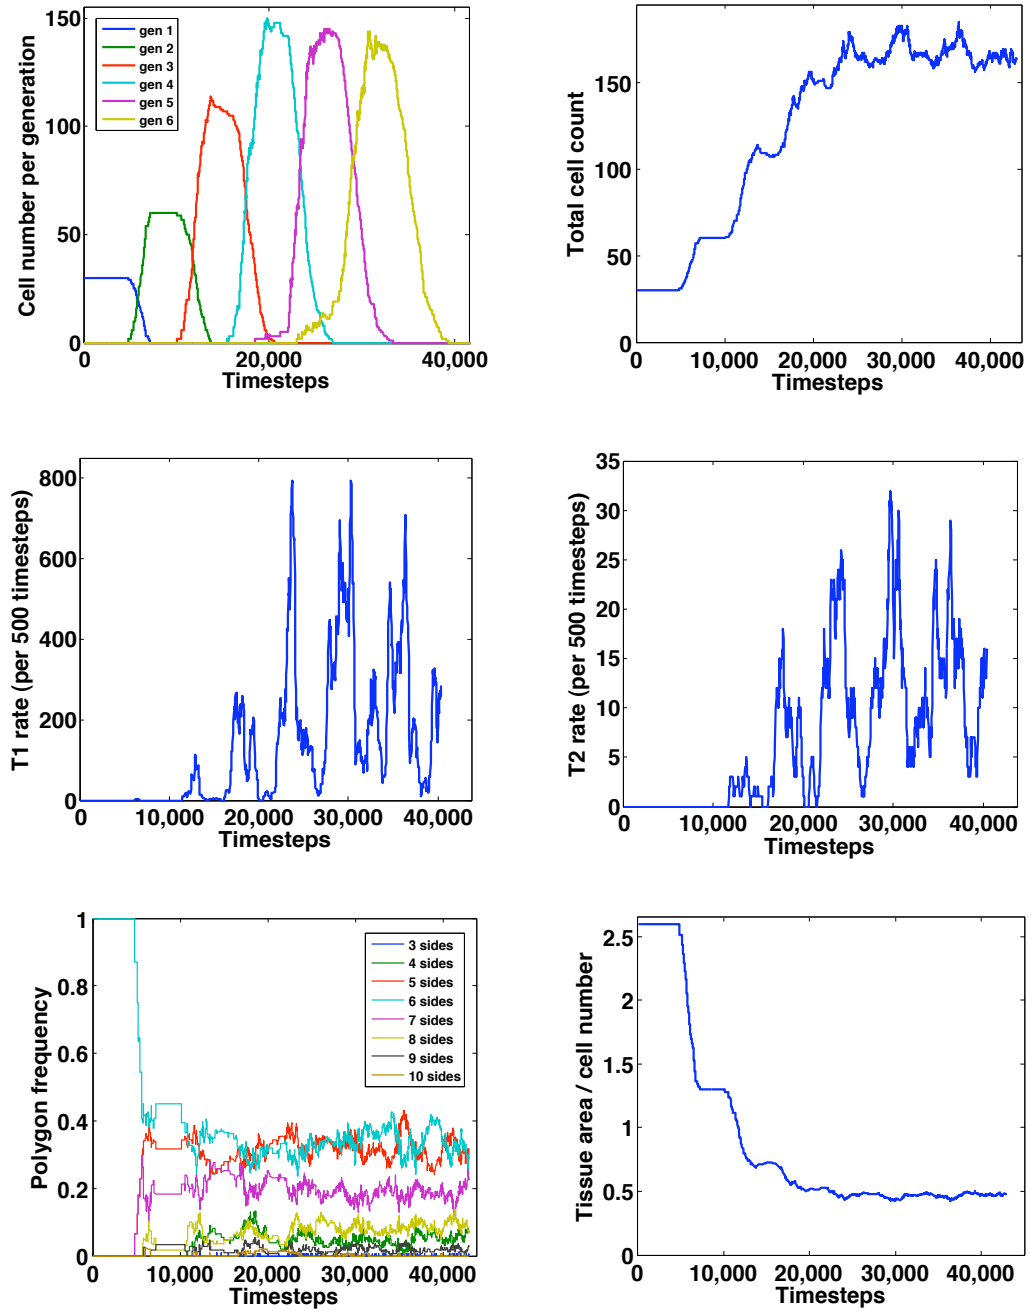 Cell number per generation
150
100
50
0
gen 1
gen 2
gen 3
gen 4
gen 5
gen 6
0 20,000 40,000
Timesteps
Total cell count
150
100
50
0
0 10,000 20,000 30,000 40,000
Timesteps
T1 rate (per 500 timesteps)
800
600
400
200
0
0 10,000 20,000 30,000 40,000
Timesteps
T2 rate (per 500 timesteps)
35
30
25
20
15
10
5
0
0 10,000 20,000 30,000 40,000
Timesteps
Polygon frequency
1
0.8
0.6
0.4
0.2
0
3 sides
4 sides
5 sides
6 sides
7 sides
8 sides
9 sides
10 sides
0 10,000 20,000 30,000 40,000
Timesteps
Tissue area / cell number
2.5
2
1.5
1
0.5
0
0 10,000 20,000 30,000 40,000
Timesteps